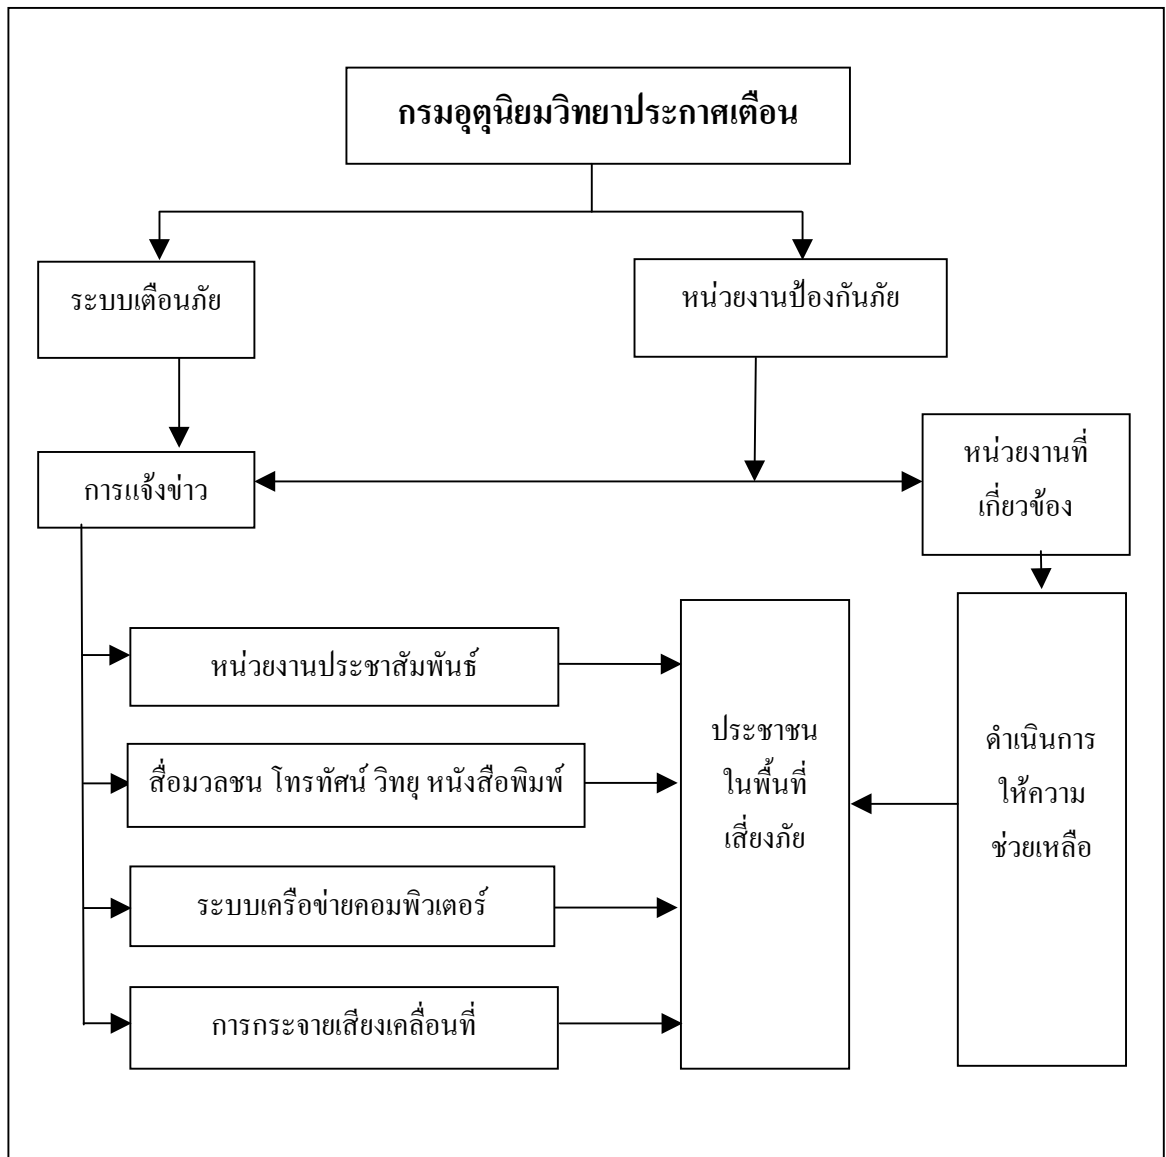 กรมอุตุนิยมวิทยาประกาศเตือน
ระบบเตือนภัย
หน่วยงานป้องกันภัย
การแจ้งข่าว
หน่วยงานที่
เกี่ยวข้อง
หน่วยงานประชาสัมพันธ์
สื่อมวลชน โทรทัศน์ วิทยุ หนังสือพิมพ์
ระบบเครือข่ายคอมพิวเตอร์
การกระจายเสียงเคลื่อนที่
ประชาชน
ในพื้นที่
เสี่ยงภัย
ดำเนินการ
ให้ความ
ช่วยเหลือ